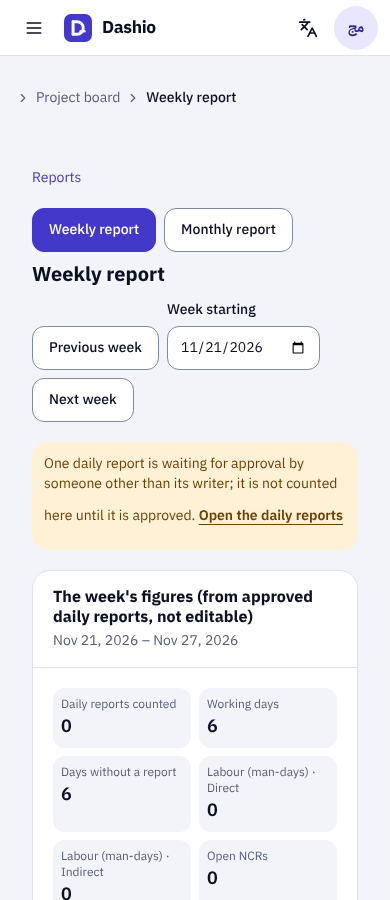 Dashio
مج
Project board
Weekly report
Reports
Weekly report
Monthly report
Weekly report
Week starting
Previous week
11/21/2026
Next week
One daily report is waiting for approval by
someone other than its writer; it is not counted
here until it is approved. Open the daily reports
The week's figures (from approved
daily reports, not editable)
Nov 21, 2026 – Nov 27, 2026
Daily reports counted
0
Working days
6
Days without a report
6
Labour (man-days) ·
Direct
0
Labour (man-days) ·
Indirect
0
Open NCRs
0